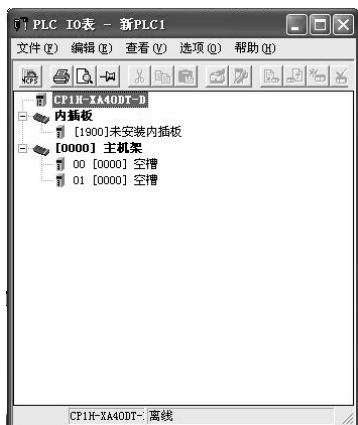 PLC IO表 - 新PLC1
文件(F) 编辑(E) 查看(V) 选项(O) 帮助(H)
CP1H-XA40DT-D
内插板
[1900]未安装内插板
[0000] 主机架
00 [0000] 空槽
01 [0000] 空槽
CP1H-XA40DT- 离线